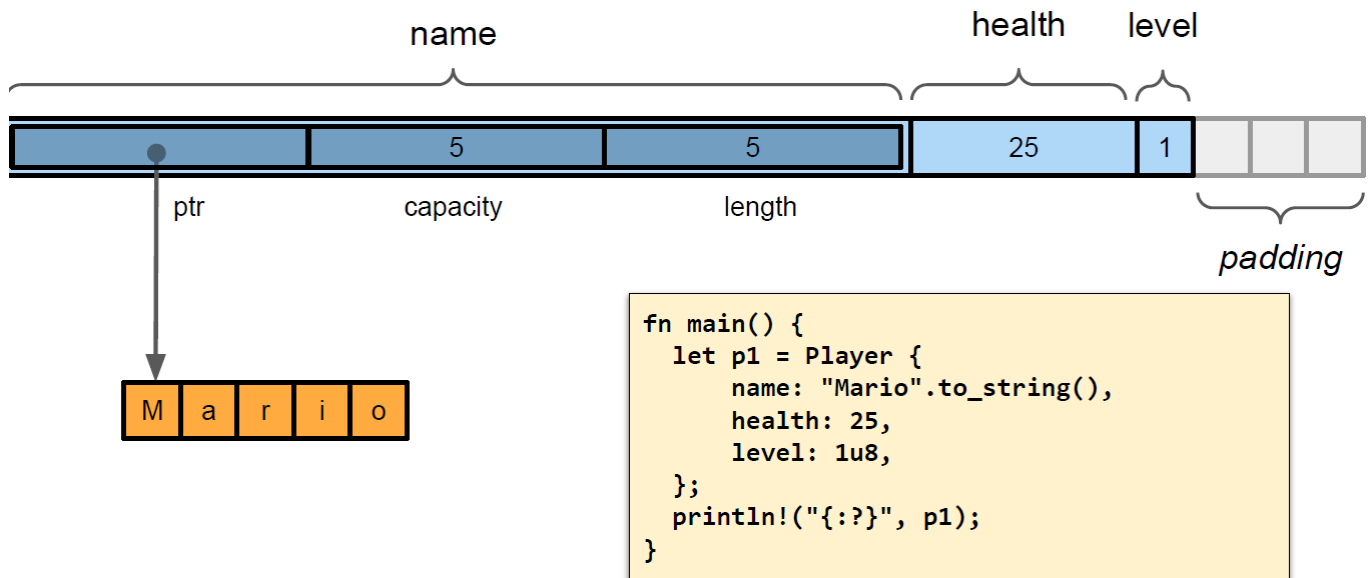 name health level
5 5 25 1
ptr capacity length
padding
M a r i o
fn main() {
  let p1 = Player {
      name: "Mario".to_string(),
      health: 25,
      level: 1u8,
  };
  println!("{:?}", p1);
}